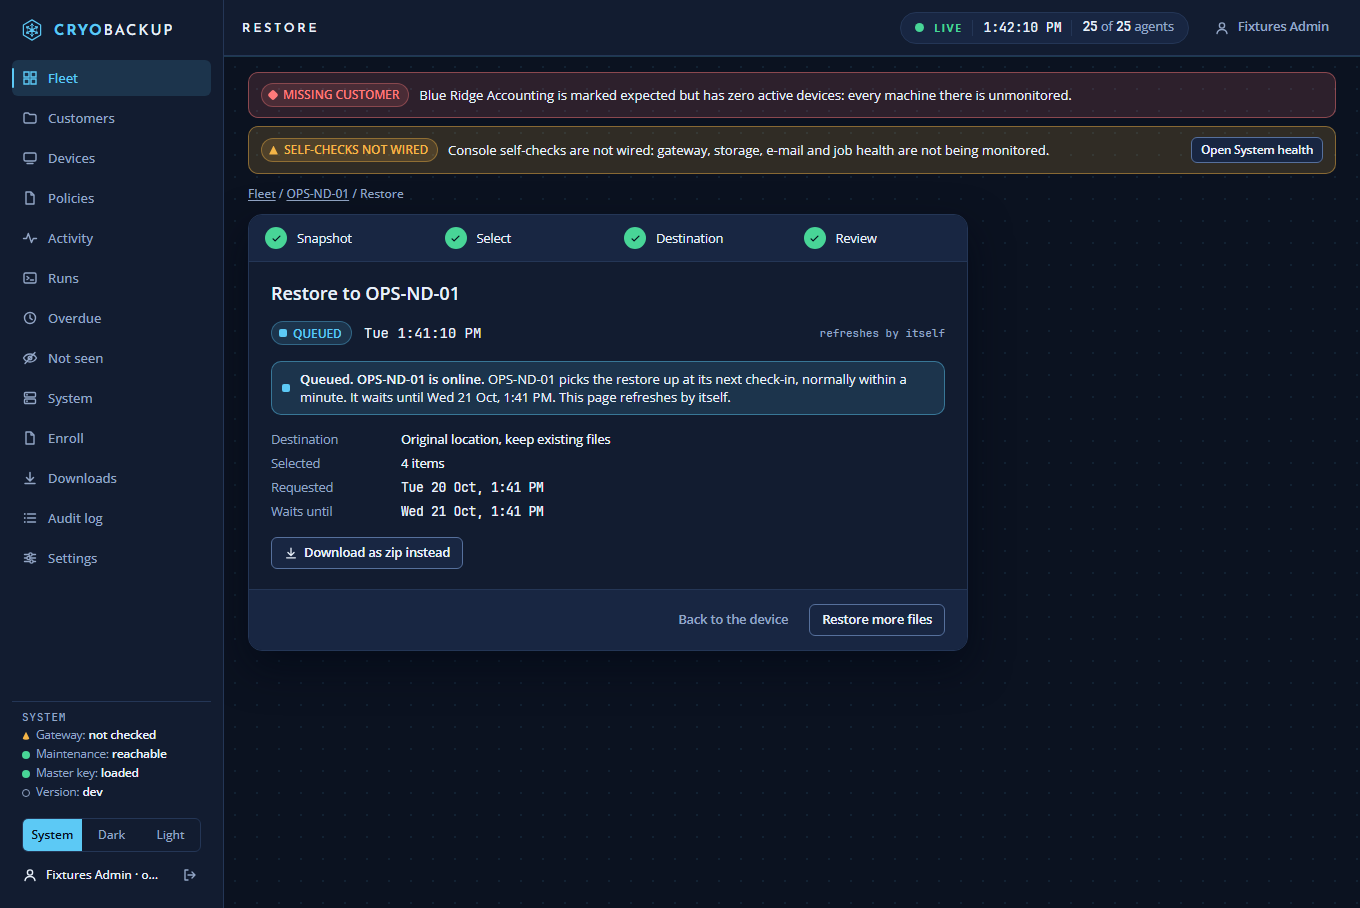 CRYOBACKUP
RESTORE
LIVE 1:42:10 PM 25 of 25 agents
Fixtures Admin
Fleet
Customers
Devices
Policies
Activity
Runs
Overdue
Not seen
System
Enroll
Downloads
Audit log
Settings
SYSTEM
Gateway: not checked
Maintenance: reachable
Master key: loaded
Version: dev
System Dark Light
Fixtures Admin · o...
MISSING CUSTOMER Blue Ridge Accounting is marked expected but has zero active devices: every machine there is unmonitored.
SELF-CHECKS NOT WIRED Console self-checks are not wired: gateway, storage, e-mail and job health are not being monitored. Open System health
Fleet / OPS-ND-01 / Restore
Snapshot Select Destination Review
Restore to OPS-ND-01
QUEUED Tue 1:41:10 PM refreshes by itself
Queued. OPS-ND-01 is online. OPS-ND-01 picks the restore up at its next check-in, normally within a
minute. It waits until Wed 21 Oct, 1:41 PM. This page refreshes by itself.
Destination Original location, keep existing files
Selected 4 items
Requested Tue 20 Oct, 1:41 PM
Waits until Wed 21 Oct, 1:41 PM
Download as zip instead
Back to the device Restore more files